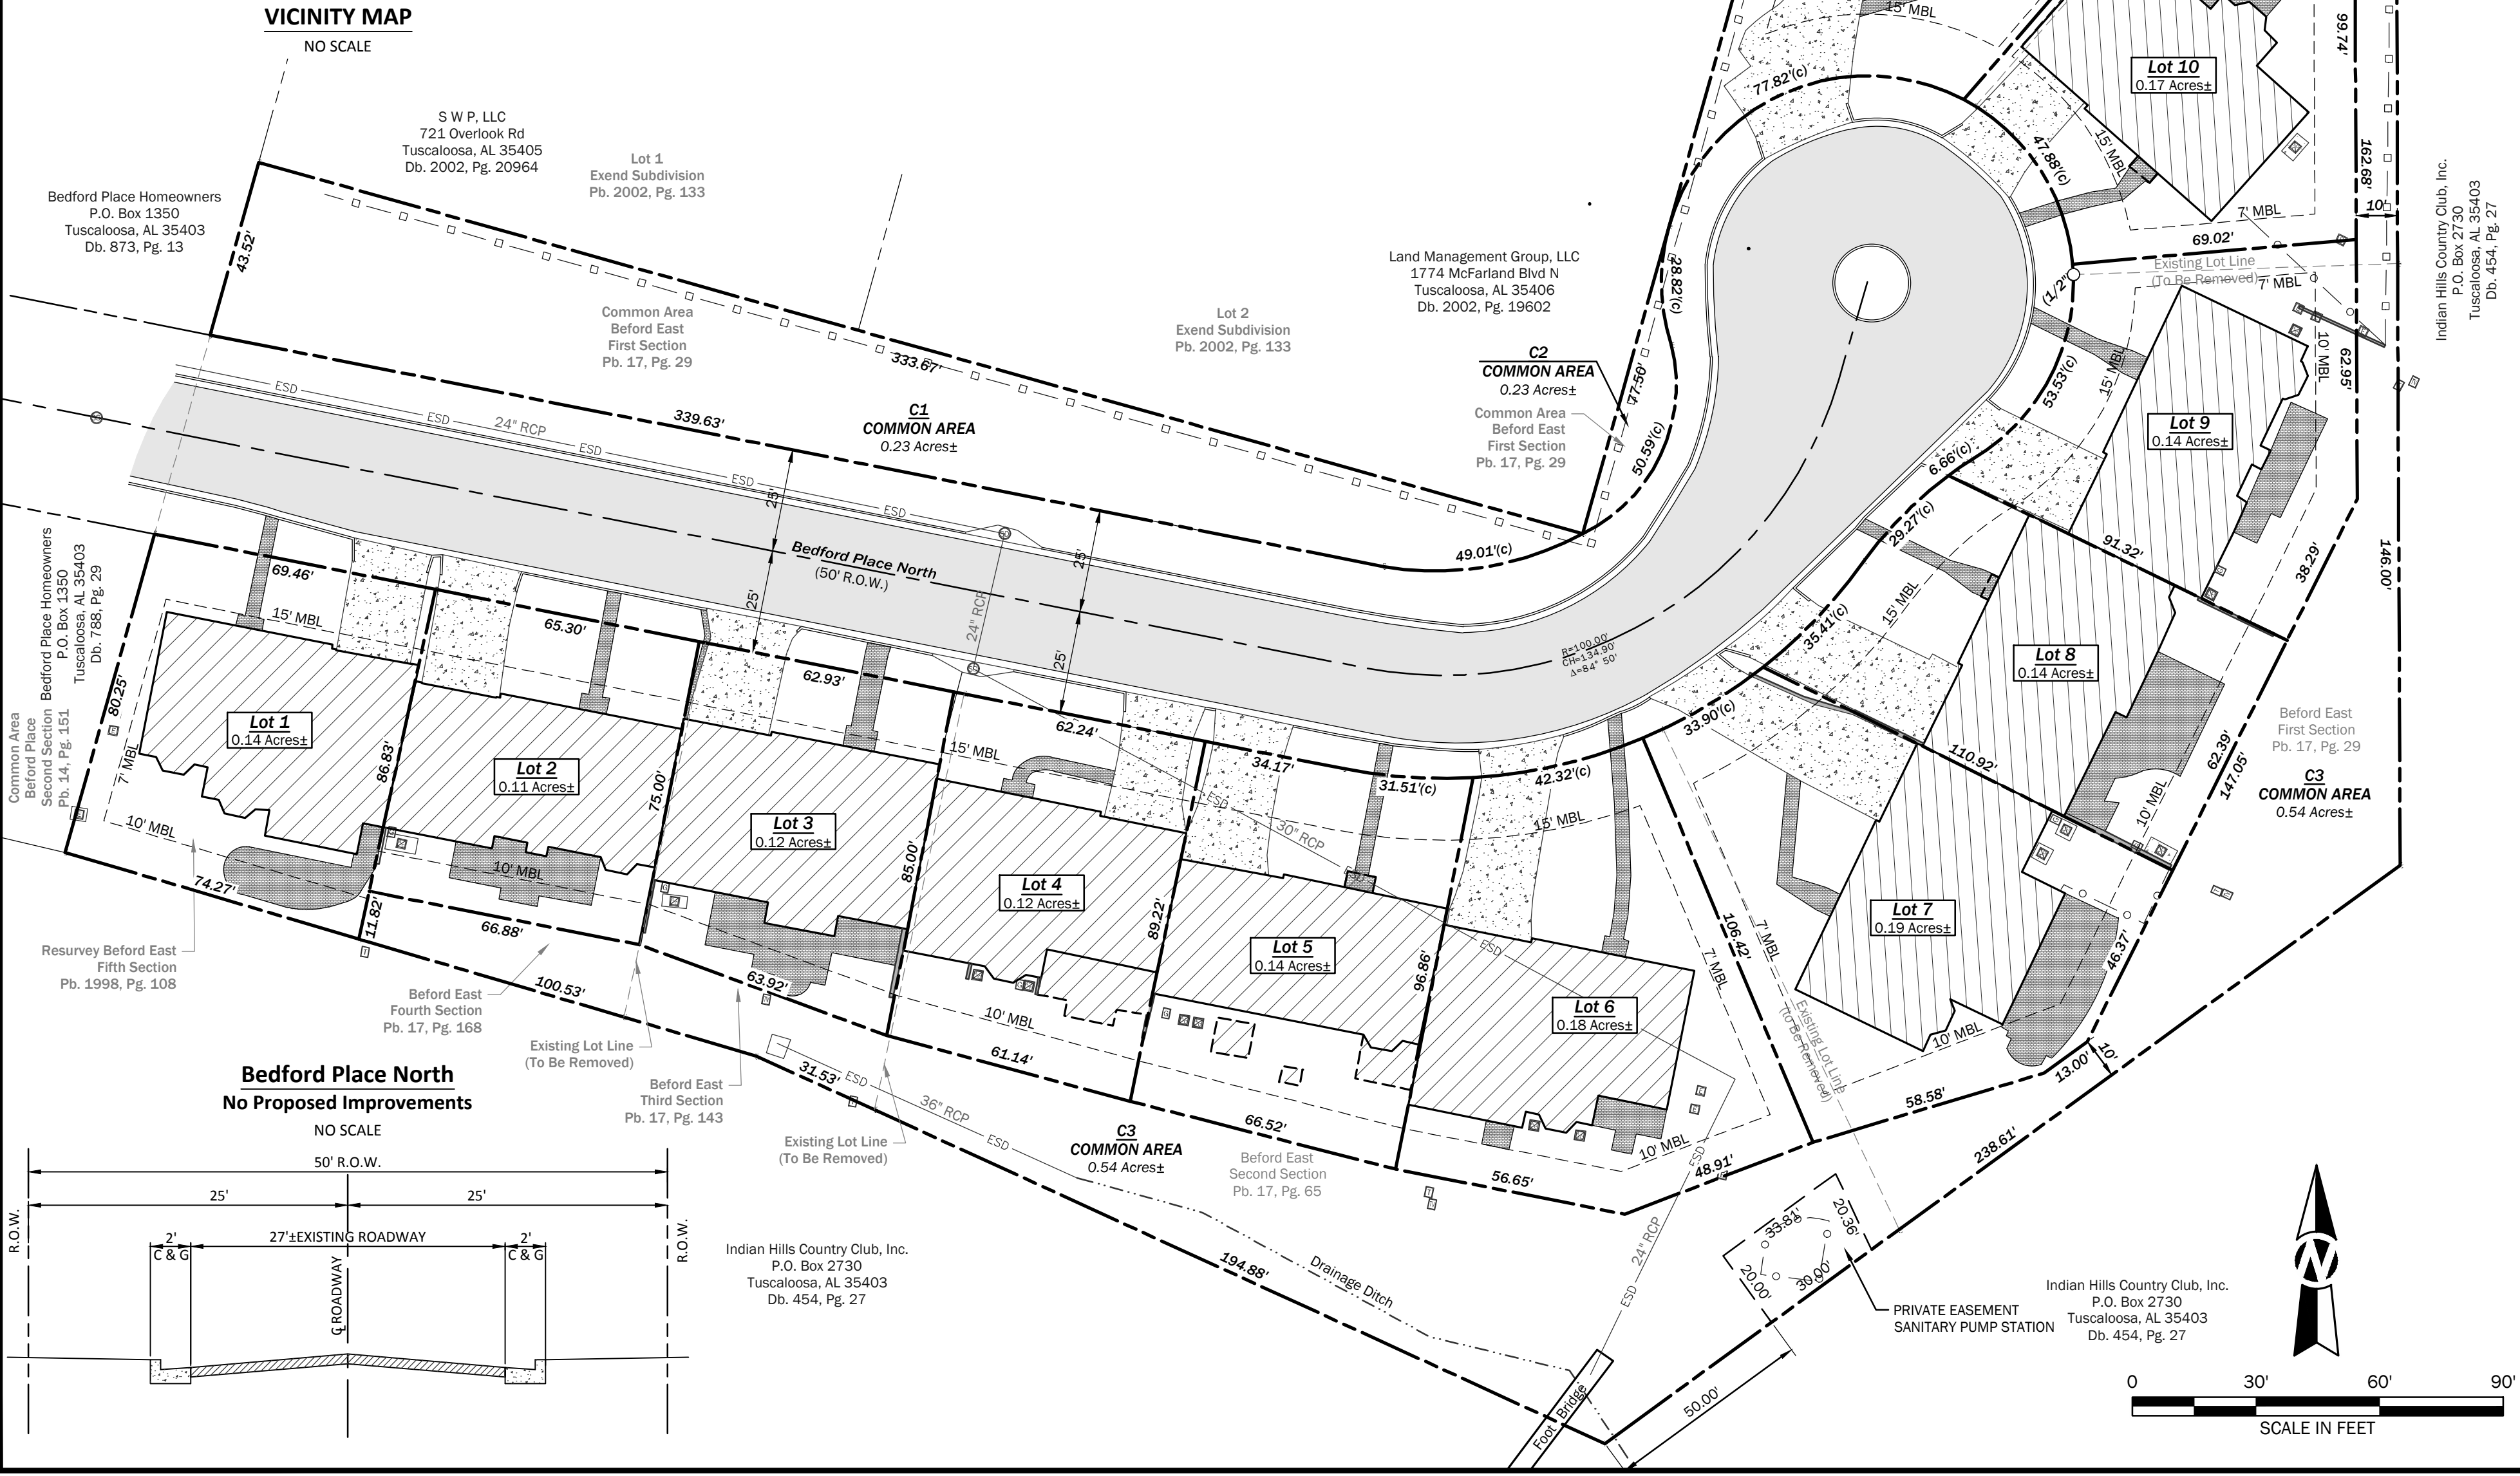 VICINITY MAP
NO SCALE
S W P, LLC
721 Overlook Rd
Tuscaloosa, AL 35405
Db. 2002, Pg. 20964
Lot 1
Exend Subdivision
Pb. 2002, Pg. 133
Bedford Place Homeowners
P.O. Box 1350
Tuscaloosa, AL 35403
Db. 873, Pg. 13
43.52'
Common Area
Beford East
First Section
Pb. 17, Pg. 29
333.67'
Lot 2
Exend Subdivision
Pb. 2002, Pg. 133
Land Management Group, LLC
1774 McFarland Blvd N
Tuscaloosa, AL 35406
Db. 2002, Pg. 19602
C2
COMMON AREA
0.23 Acres±
Common Area
Beford East
First Section
Pb. 17, Pg. 29
C1
COMMON AREA
0.23 Acres±
339.63'
ESD
24" RCP
ESD
ESD
ESD
ESD
25'
25'
25'
25'
24" RCP
Bedford Place North
(50' R.O.W.)
49.01'(c)
50.59'(c)
77.50'
28.82'(c)
77.82'(c)
15' MBL
47.88'(c)
15' MBL
Lot 10
0.17 Acres±
99.74'
162.68'
10'
7' MBL
69.02'
Existing Lot Line
(To Be Removed)
7' MBL
(1/2")
Indian Hills Country Club, Inc.
P.O. Box 2730
Tuscaloosa, AL 35403
Db. 454, Pg. 27
10' MBL
62.95'
53.53'(c)
15' MBL
Lot 9
0.14 Acres±
6.66'(c)
29.27'(c)
91.32'
38.29'
146.00'
15' MBL
35.41'(c)
Lot 8
0.14 Acres±
R=100.00'
CH=134.90'
Δ=84° 50'
33.90'(c)
110.92'
62.39'
147.05'
10' MBL
Beford East
First Section
Pb. 17, Pg. 29
C3
COMMON AREA
0.54 Acres±
Bedford Place Homeowners
P.O. Box 1350
Tuscaloosa, AL 35403
Db. 788, Pg. 29
Common Area
Beford Place
Second Section
Pb. 14, Pg. 151
69.46'
15' MBL
80.25'
7' MBL
Lot 1
0.14 Acres±
86.83'
10' MBL
74.27'
11.82'
65.30'
Lot 2
0.11 Acres±
75.00'
10' MBL
66.88'
62.93'
Lot 3
0.12 Acres±
85.00'
63.92'
62.24'
15' MBL
Lot 4
0.12 Acres±
89.22'
10' MBL
61.14'
34.17'
31.51'(c)
ESD
30" RCP
ESD
Lot 5
0.14 Acres±
96.86'
66.52'
42.32'(c)
15' MBL
ESD
Lot 6
0.18 Acres±
7' MBL
106.42'
7' MBL
10' MBL
56.65'
48.91'
Lot 7
0.19 Acres±
46.37'
10' MBL
Existing Lot Line
(To Be Removed)
58.58'
13.00'
10'
238.61'
Resurvey Beford East
Fifth Section
Pb. 1998, Pg. 108
Beford East
Fourth Section
Pb. 17, Pg. 168
100.53'
Existing Lot Line
(To Be Removed)
Beford East
Third Section
Pb. 17, Pg. 143
31.53'
ESD
36" RCP
ESD
Existing Lot Line
(To Be Removed)
C3
COMMON AREA
0.54 Acres±
Beford East
Second Section
Pb. 17, Pg. 65
194.88'
Drainage Ditch
ESD
24" RCP
ESD
Foot Bridge
50.00'
33.81'
20.36'
20.00'
30.00'
PRIVATE EASEMENT
SANITARY PUMP STATION
Indian Hills Country Club, Inc.
P.O. Box 2730
Tuscaloosa, AL 35403
Db. 454, Pg. 27
Indian Hills Country Club, Inc.
P.O. Box 2730
Tuscaloosa, AL 35403
Db. 454, Pg. 27
Bedford Place North
No Proposed Improvements
NO SCALE
50' R.O.W.
25'
25'
R.O.W.
R.O.W.
2'
C & G
27'±EXISTING ROADWAY
2'
C & G
℄ ROADWAY
N
0 30' 60' 90'
SCALE IN FEET